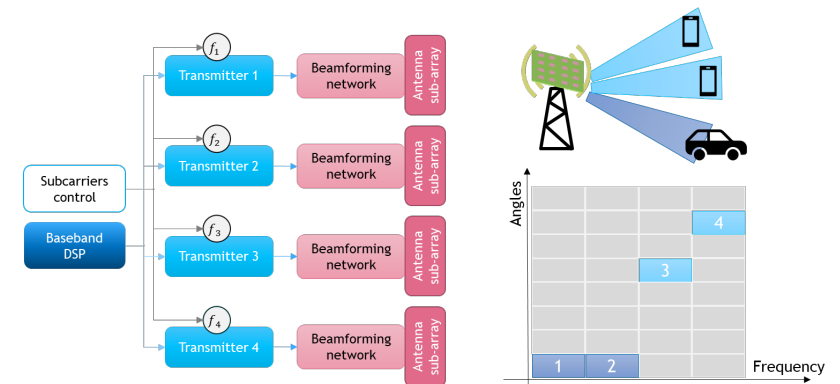 f₁
Transmitter 1
Beamforming
network
Antenna
sub-array
f₂
Transmitter 2
Beamforming
network
Antenna
sub-array
Subcarriers
control
Baseband
DSP
f₃
Transmitter 3
Beamforming
network
Antenna
sub-array
f₄
Transmitter 4
Beamforming
network
Antenna
sub-array
Angles
4
3
1
2
Frequency